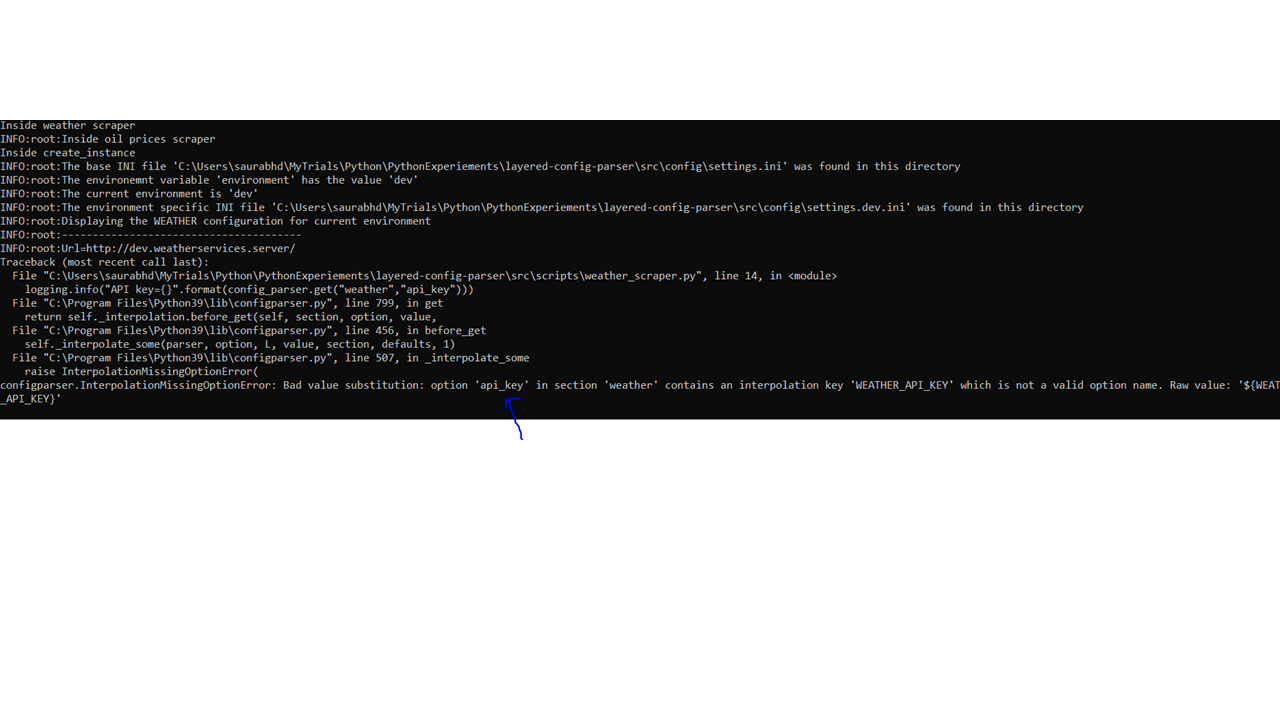 Inside weather scraper
INFO:root:Inside oil prices scraper
Inside create_instance
INFO:root:The base INI file 'C:\Users\saurabhd\MyTrials\Python\PythonExperiements\layered-config-parser\src\config\settings.ini' was found in this directory
INFO:root:The environemnt variable 'environment' has the value 'dev'
INFO:root:The current environment is 'dev'
INFO:root:The environment specific INI file 'C:\Users\saurabhd\MyTrials\Python\PythonExperiements\layered-config-parser\src\config\settings.dev.ini' was found in this directory
INFO:root:Displaying the WEATHER configuration for current environment
INFO:root:---------------------------------------
INFO:root:Url=http://dev.weatherservices.server/
Traceback (most recent call last):
  File "C:\Users\saurabhd\MyTrials\Python\PythonExperiements\layered-config-parser\src\scripts\weather_scraper.py", line 14, in <module>
    logging.info("API key={}".format(config_parser.get("weather","api_key")))
  File "C:\Program Files\Python39\lib\configparser.py", line 799, in get
    return self._interpolation.before_get(self, section, option, value,
  File "C:\Program Files\Python39\lib\configparser.py", line 456, in before_get
    self._interpolate_some(parser, option, L, value, section, defaults, 1)
  File "C:\Program Files\Python39\lib\configparser.py", line 507, in _interpolate_some
    raise InterpolationMissingOptionError(
configparser.InterpolationMissingOptionError: Bad value substitution: option 'api_key' in section 'weather' contains an interpolation key 'WEATHER_API_KEY' which is not a valid option name. Raw value: '${WEAT
_API_KEY}'